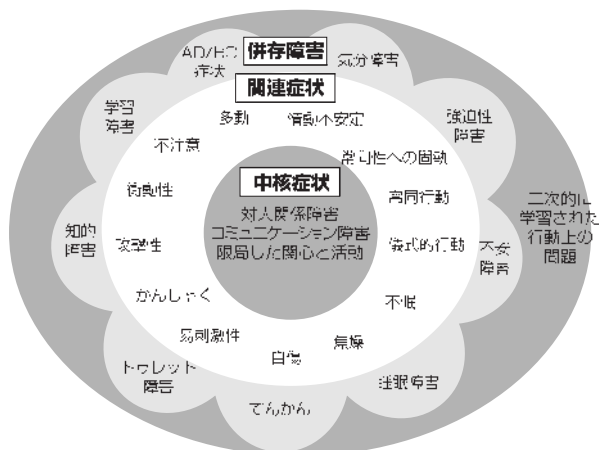 併存障害
AD/HD
症状
気分障害
関連症状
学習
障害
多動
情動不安定
強迫性
障害
不注意
常同性への固執
中核症状
衝動性
常同行動
対人関係障害
コミュニケーション障害
限局した関心と活動
二次的に
学習された
行動上の
問題
知的
障害
攻撃性
儀式的行動
不安
障害
かんしゃく
不眠
易刺激性
焦燥
自傷
トゥレット
障害
睡眠障害
てんかん